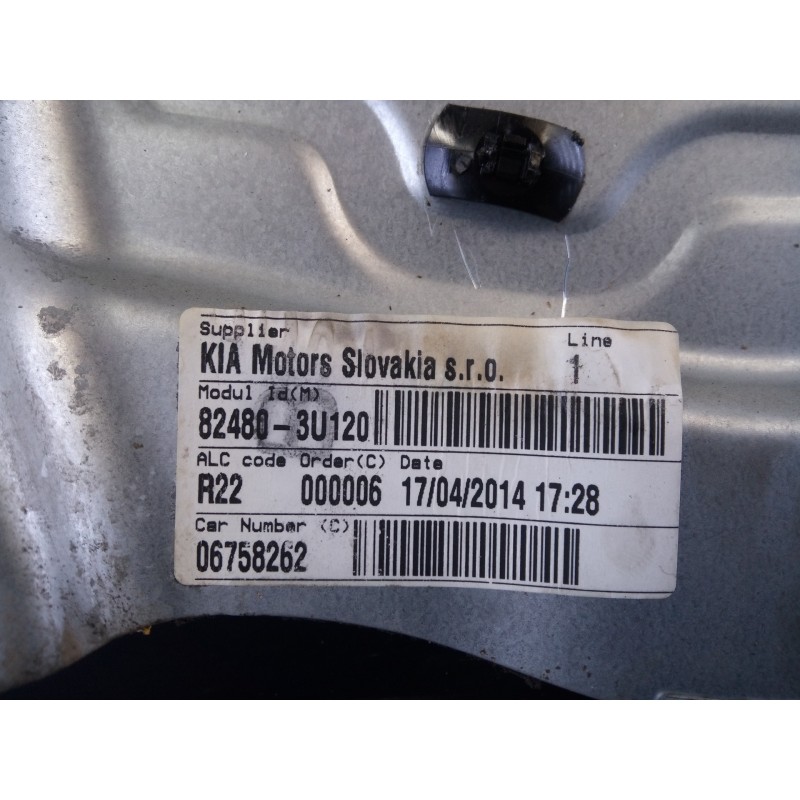 Supplier Line
KIA Motors Slovakia s.r.o. 1
Modul Id(M)
82480-3U120
ALC code Order(C) Date
R22 000006 17/04/2014 17:28
Car Number (C)
06758262